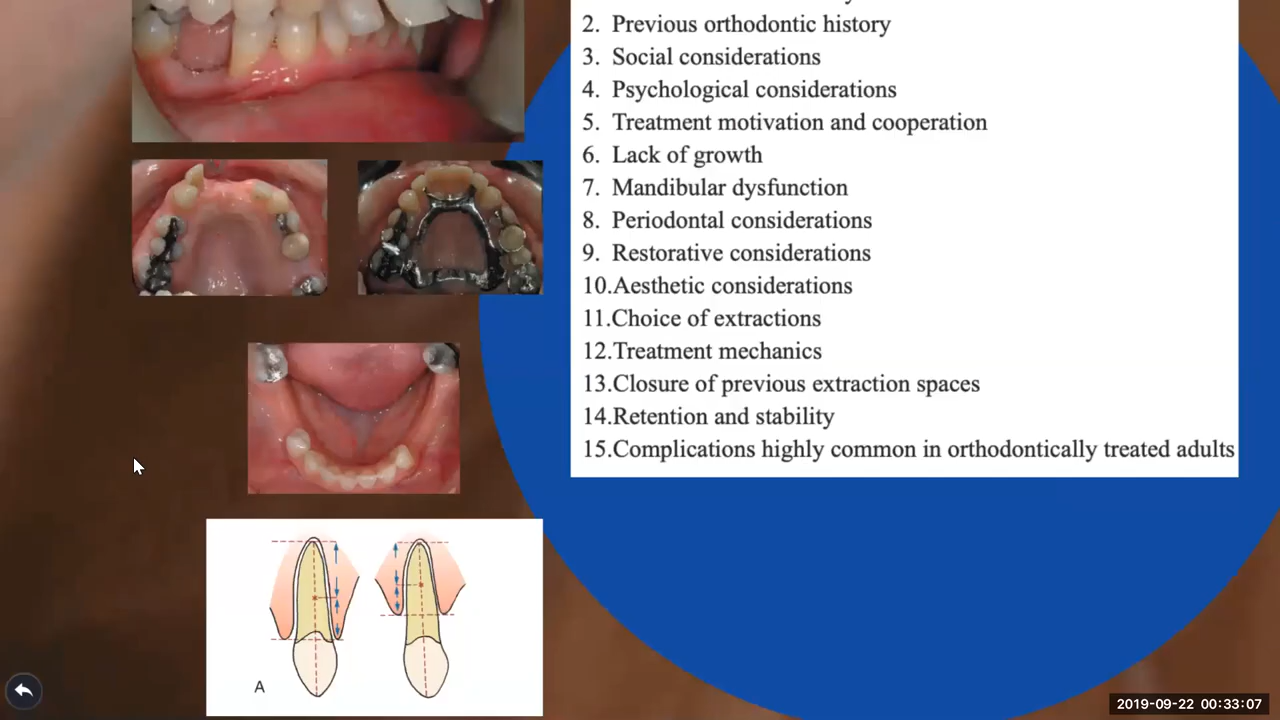 2. Previous orthodontic history
3. Social considerations
4. Psychological considerations
5. Treatment motivation and cooperation
6. Lack of growth
7. Mandibular dysfunction
8. Periodontal considerations
9. Restorative considerations
10.Aesthetic considerations
11.Choice of extractions
12.Treatment mechanics
13.Closure of previous extraction spaces
14.Retention and stability
15.Complications highly common in orthodontically treated adults
A
2019-09-22 00:33:07